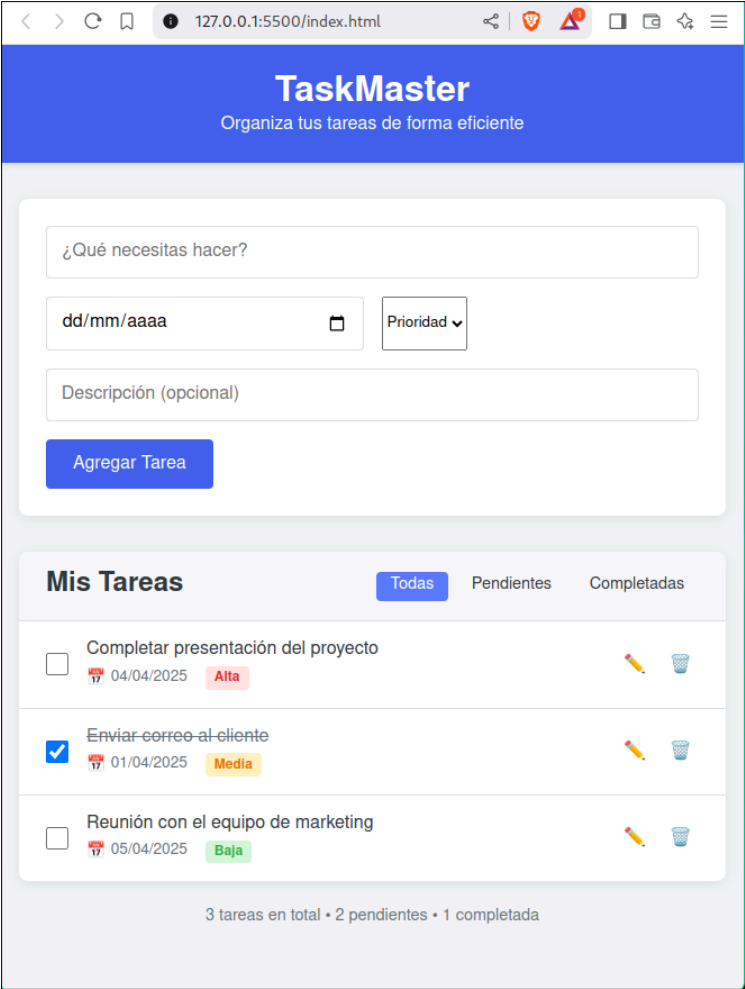 127.0.0.1:5500/index.html
1
TaskMaster
Organiza tus tareas de forma eficiente
¿Qué necesitas hacer?
dd/mm/aaaa Prioridad
Descripción (opcional)
Agregar Tarea
Mis Tareas Todas Pendientes Completadas
Completar presentación del proyecto
📅 04/04/2025 Alta
Enviar correo al cliente
📅 01/04/2025 Media
Reunión con el equipo de marketing
📅 05/04/2025 Baja
3 tareas en total • 2 pendientes • 1 completada